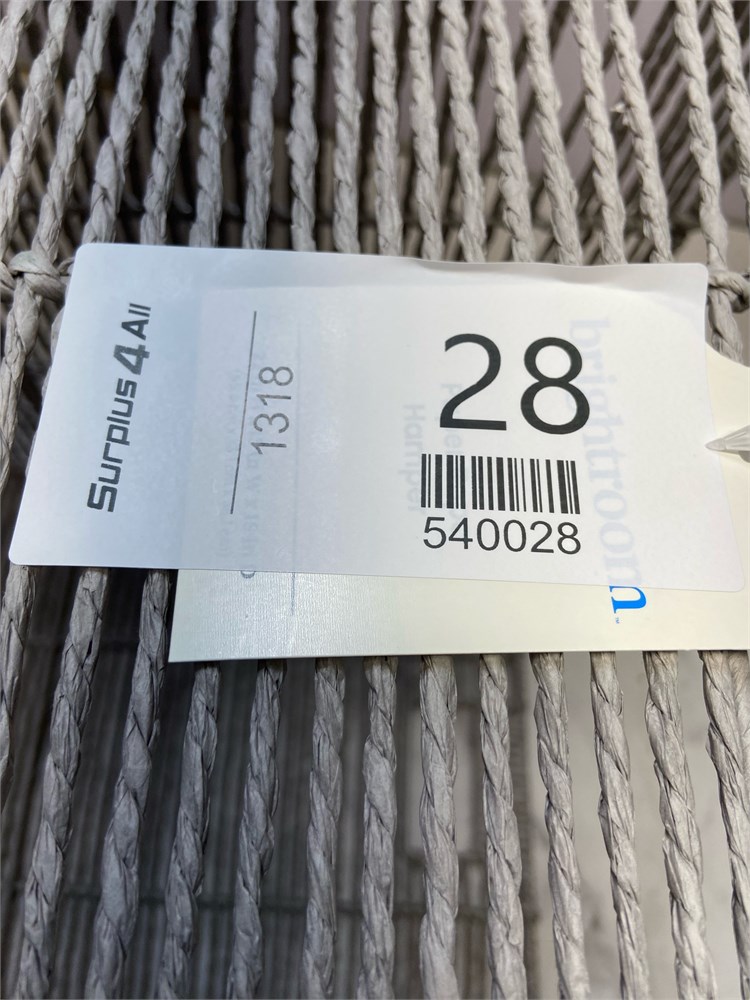 Surplus 4 All
1318
28
540028
brightroom
Hamper